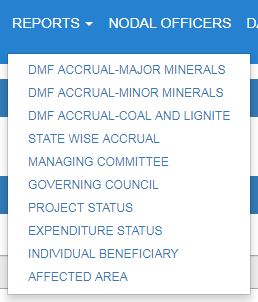 REPORTS NODAL OFFICERS
DMF ACCRUAL-MAJOR MINERALS
DMF ACCRUAL-MINOR MINERALS
DMF ACCRUAL-COAL AND LIGNITE
STATE WISE ACCRUAL
MANAGING COMMITTEE
GOVERNING COUNCIL
PROJECT STATUS
EXPENDITURE STATUS
INDIVIDUAL BENEFICIARY
AFFECTED AREA